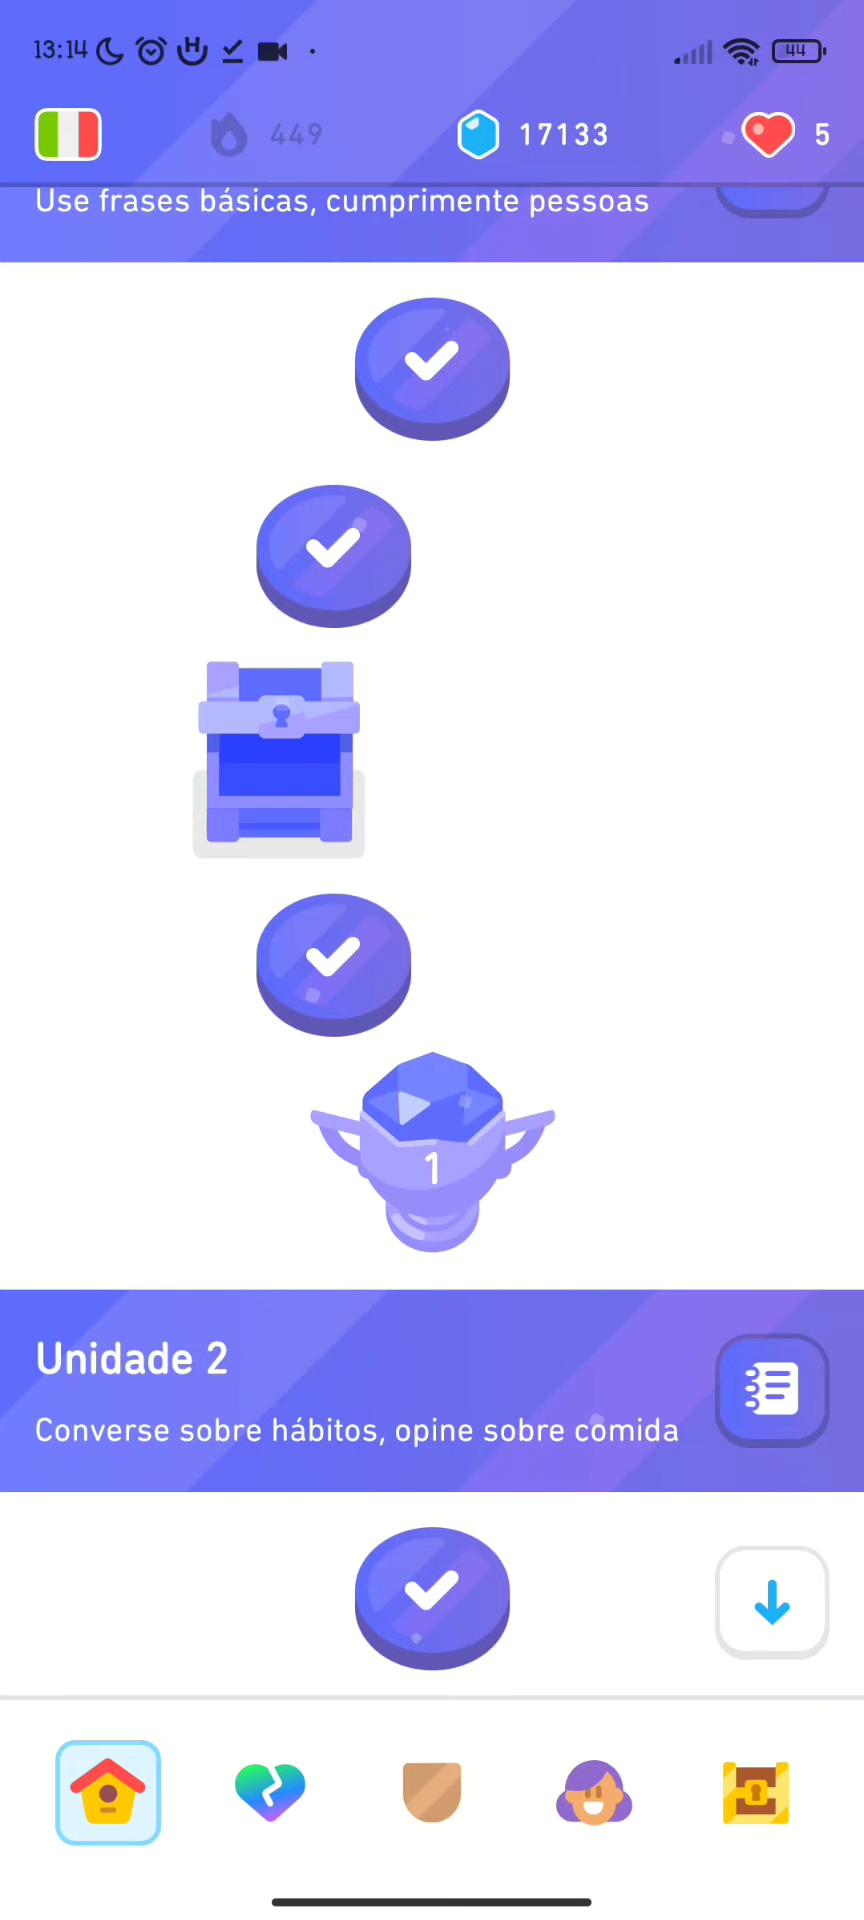 13:14
44
449
17133
5
Use frases básicas, cumprimente pessoas
1
Unidade 2
Converse sobre hábitos, opine sobre comida